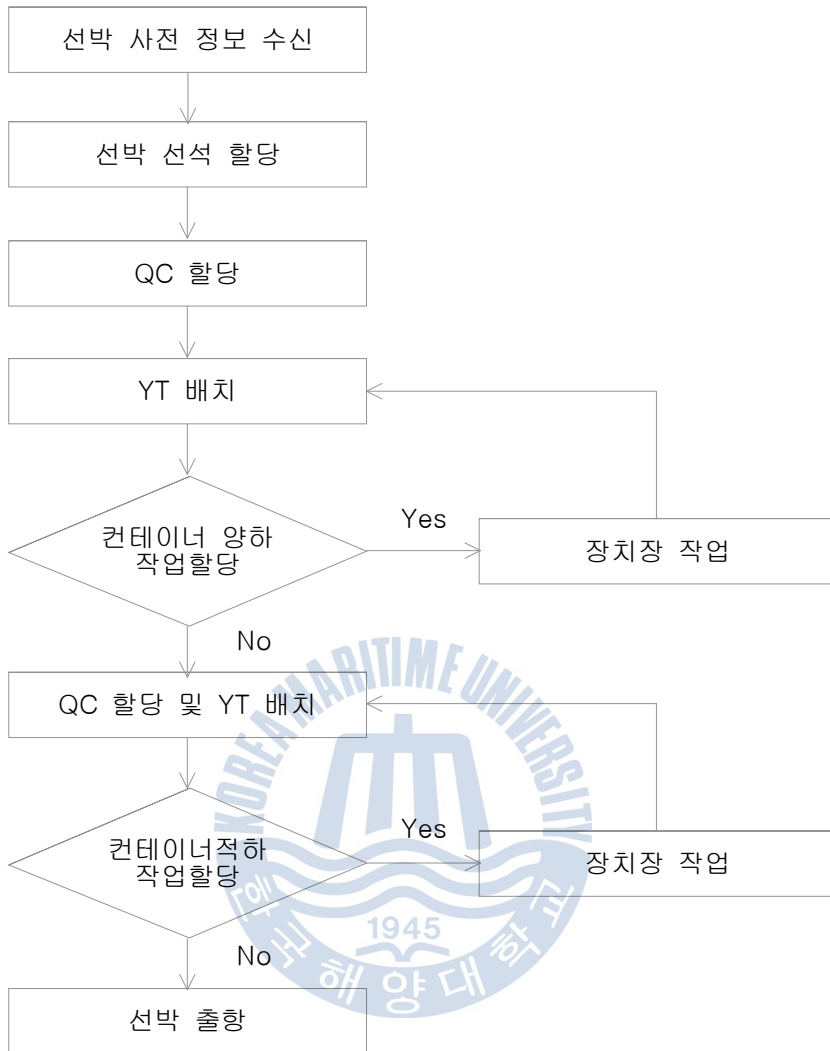 선박 사전 정보 수신
선박 선석 할당
QC 할당
YT 배치
컨테이너 양하
작업할당
Yes
장치장 작업
No
QC 할당 및 YT 배치
컨테이너적하
작업할당
Yes
장치장 작업
No
선박 출항
KOREA MARITIME UNIVERSITY
1945
한국해양대학교